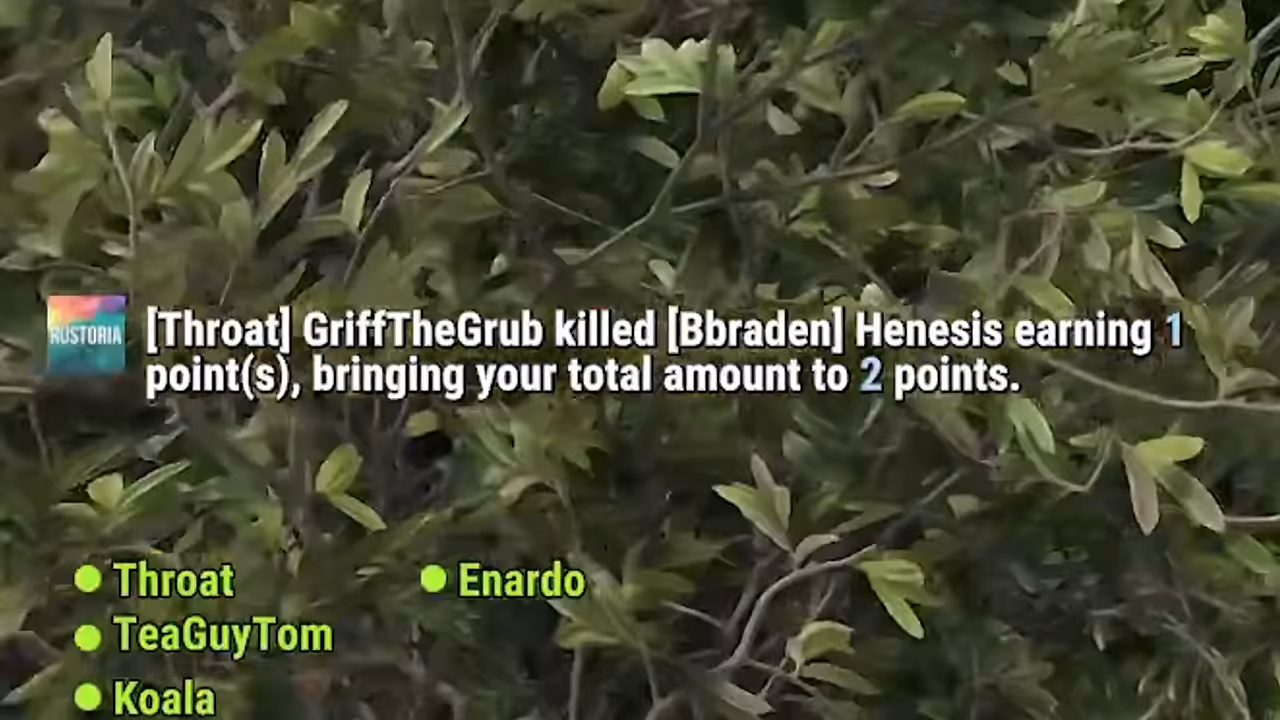 RUSTORIA
[Throat] GriffTheGrub killed [Bbraden] Henesis earning 1
point(s), bringing your total amount to 2 points.
Throat
Enardo
TeaGuyTom
Koala